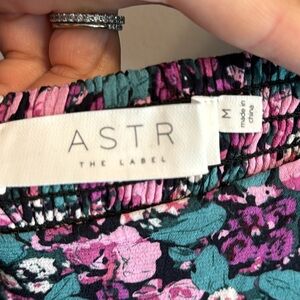 ASTR
THE LABEL
M
made in
china